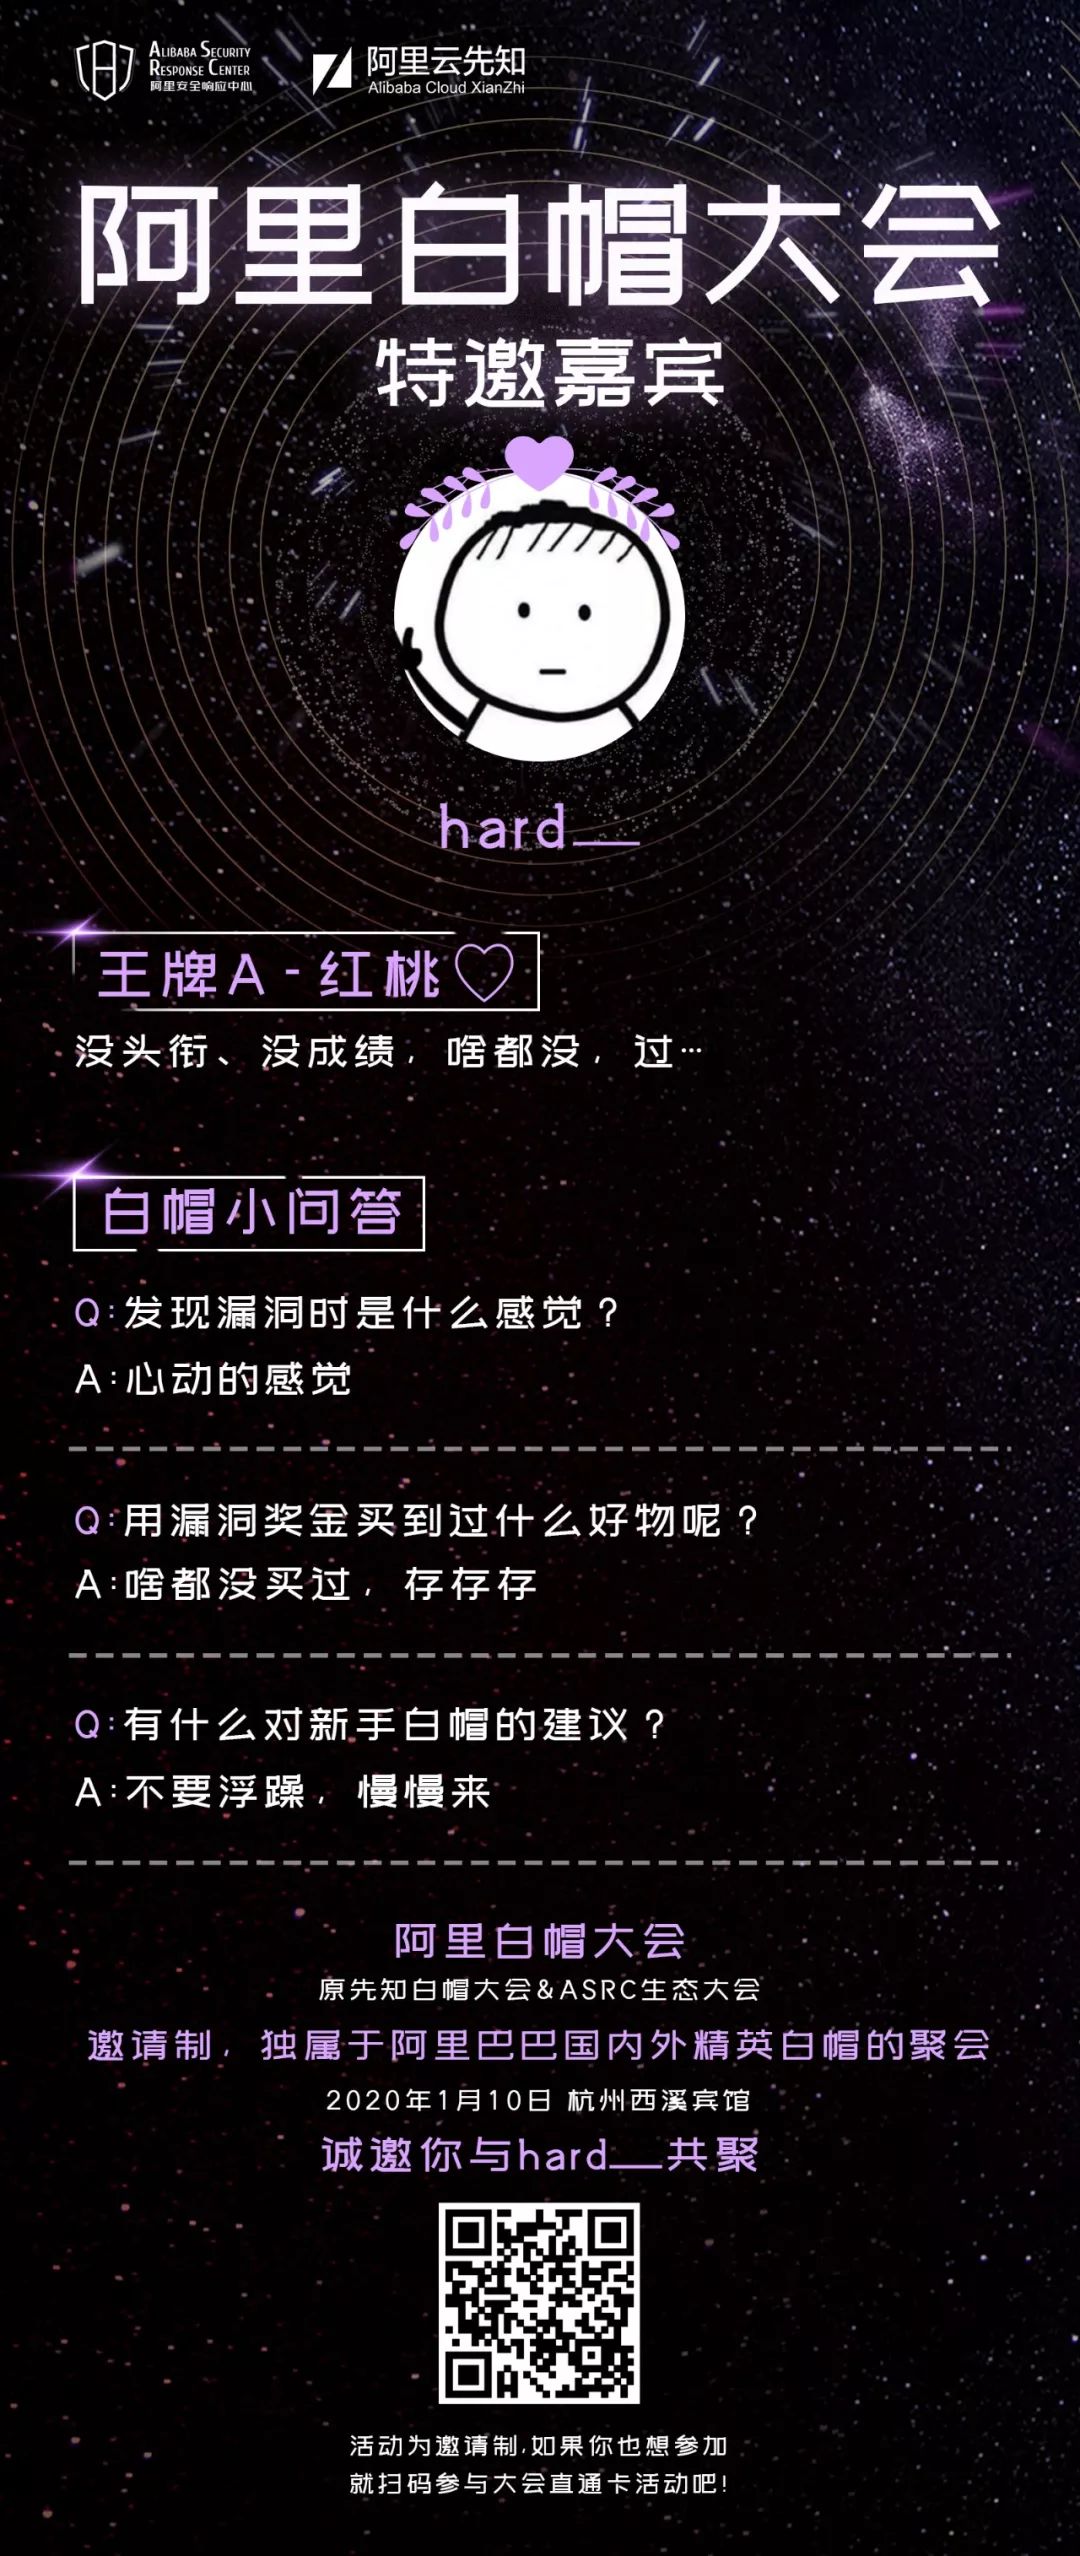 ALIBABA SECURITY
RESPONSE CENTER
阿里安全响应中心
阿里云先知
Alibaba Cloud XianZhi
阿里白帽大会
特邀嘉宾
hard__
王牌A-红桃♡
没头衔、没成绩，啥都没，过…
白帽小问答
Q:发现漏洞时是什么感觉？
A:心动的感觉
Q:用漏洞奖金买到过什么好物呢？
A:啥都没买过，存存存
Q:有什么对新手白帽的建议？
A:不要浮躁，慢慢来
阿里白帽大会
原先知白帽大会&ASRC生态大会
邀请制，独属于阿里巴巴国内外精英白帽的聚会
2020年1月10日 杭州西溪宾馆
诚邀你与hard__共聚
活动为邀请制,如果你也想参加
就扫码参与大会直通卡活动吧!